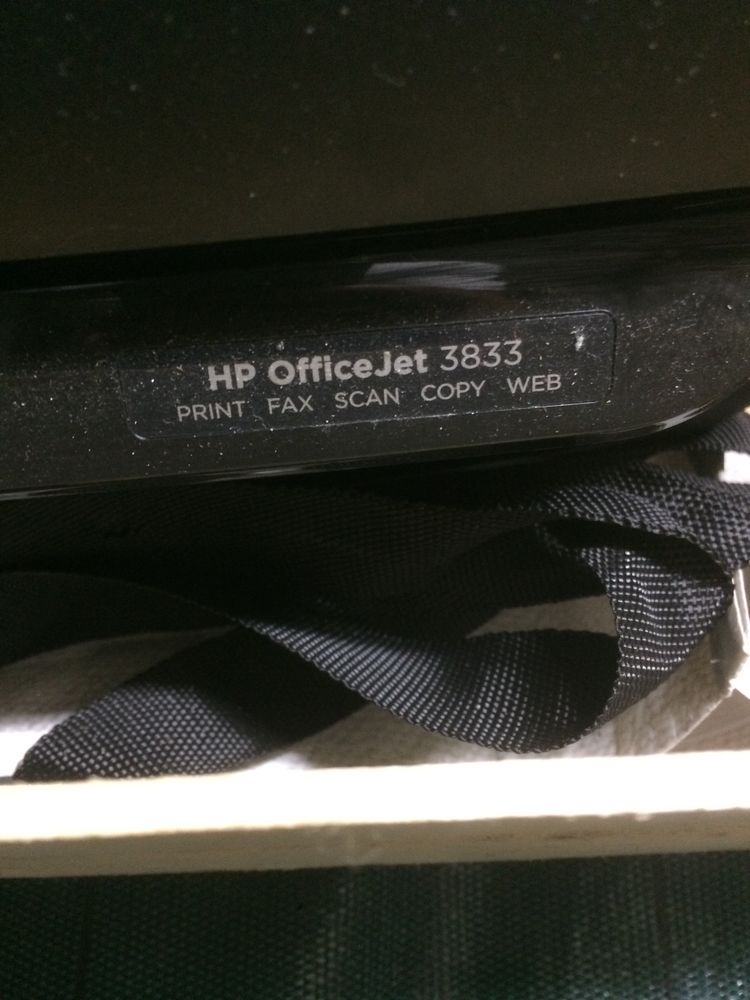 HP OfficeJet 3833
PRINT FAX SCAN COPY WEB